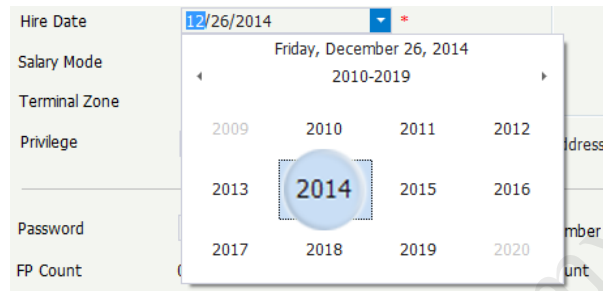 Hire Date 12/26/2014 *
Friday, December 26, 2014
Salary Mode
2010-2019
Terminal Zone
2009 2010 2011 2012
Privilege ddress
2013 2014 2015 2016
Password mber
2017 2018 2019 2020
FP Count unt